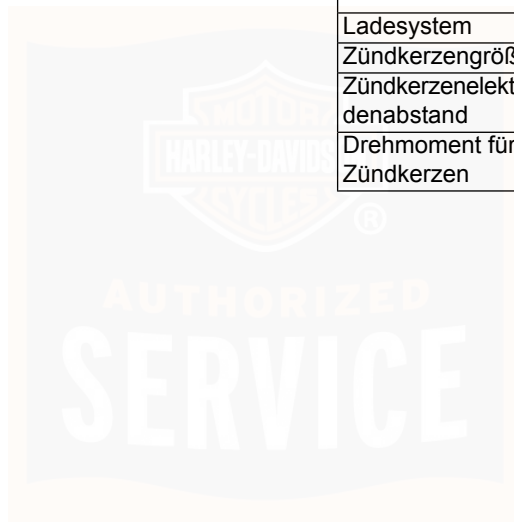 Ladesystem
Zündkerzengröß
Zündkerzenelekt
denabstand
Drehmoment für
Zündkerzen
MOTOR
HARLEY-DAVIDS
CYCLES
®
AUTHORIZED
SERVICE